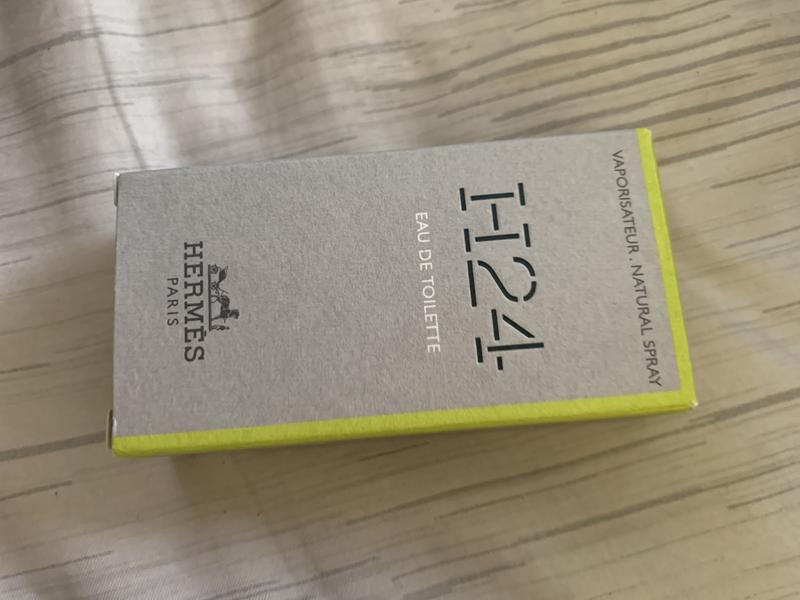 VAPORISATEUR . NATURAL SPRAY
H24
EAU DE TOILETTE
HERMÈS
PARIS